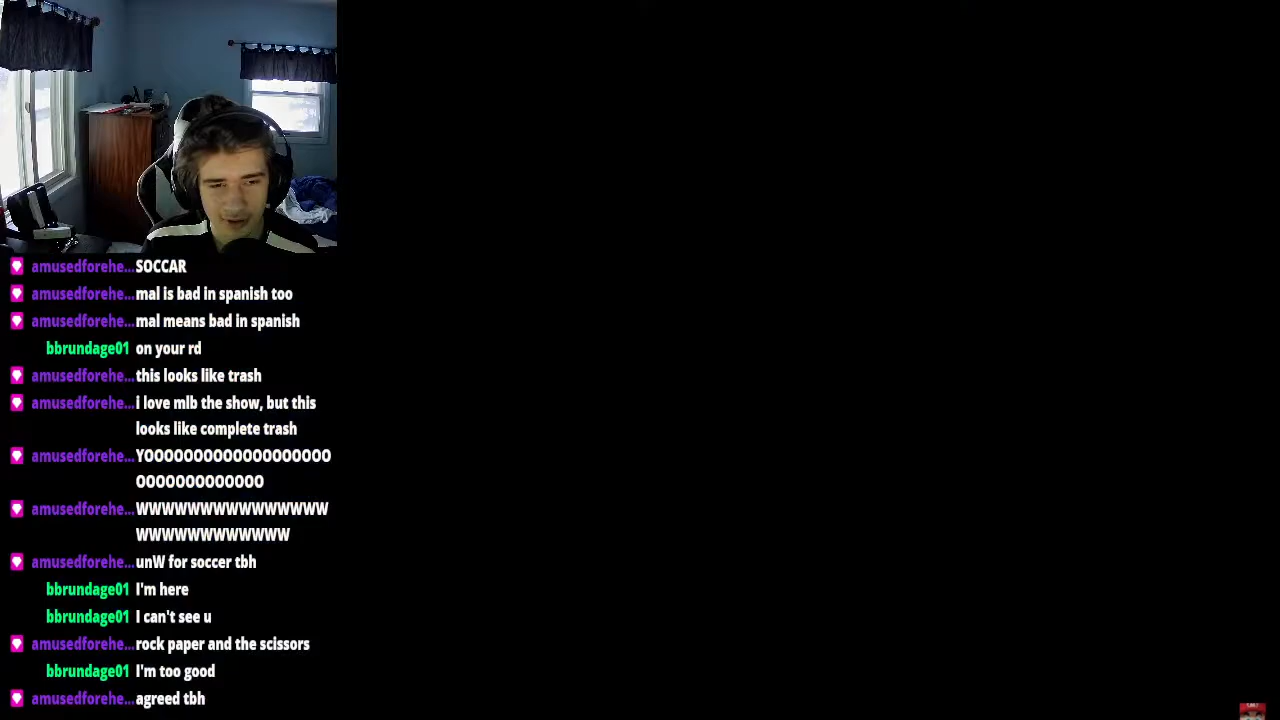 amusedforehe... SOCCAR
amusedforehe... mal is bad in spanish too
amusedforehe... mal means bad in spanish
bbrundage01 on your rd
amusedforehe... this looks like trash
amusedforehe... i love mlb the show, but this
looks like complete trash
amusedforehe... YOOOOOOOOOOOOOOOOOOO
OOOOOOOOOOOOO
amusedforehe... WWWWWWWWWWWWWWW
WWWWWWWWWWWW
amusedforehe... unW for soccer tbh
bbrundage01 I'm here
bbrundage01 I can't see u
amusedforehe... rock paper and the scissors
bbrundage01 I'm too good
amusedforehe... agreed tbh